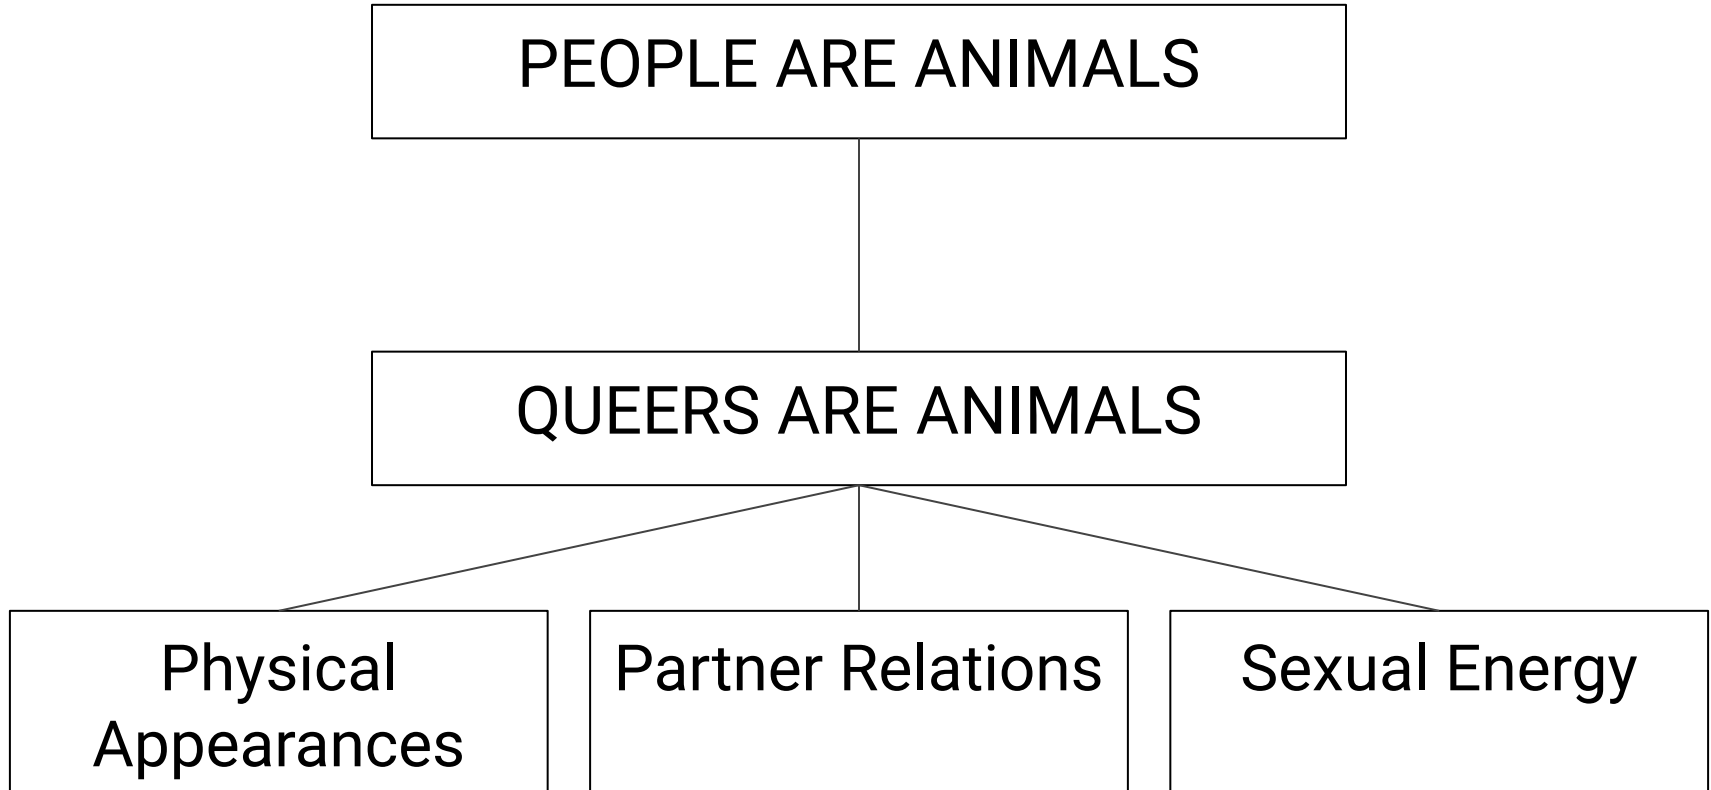 PEOPLE ARE ANIMALS
QUEERS ARE ANIMALS
Physical
Appearances
Partner Relations
Sexual Energy